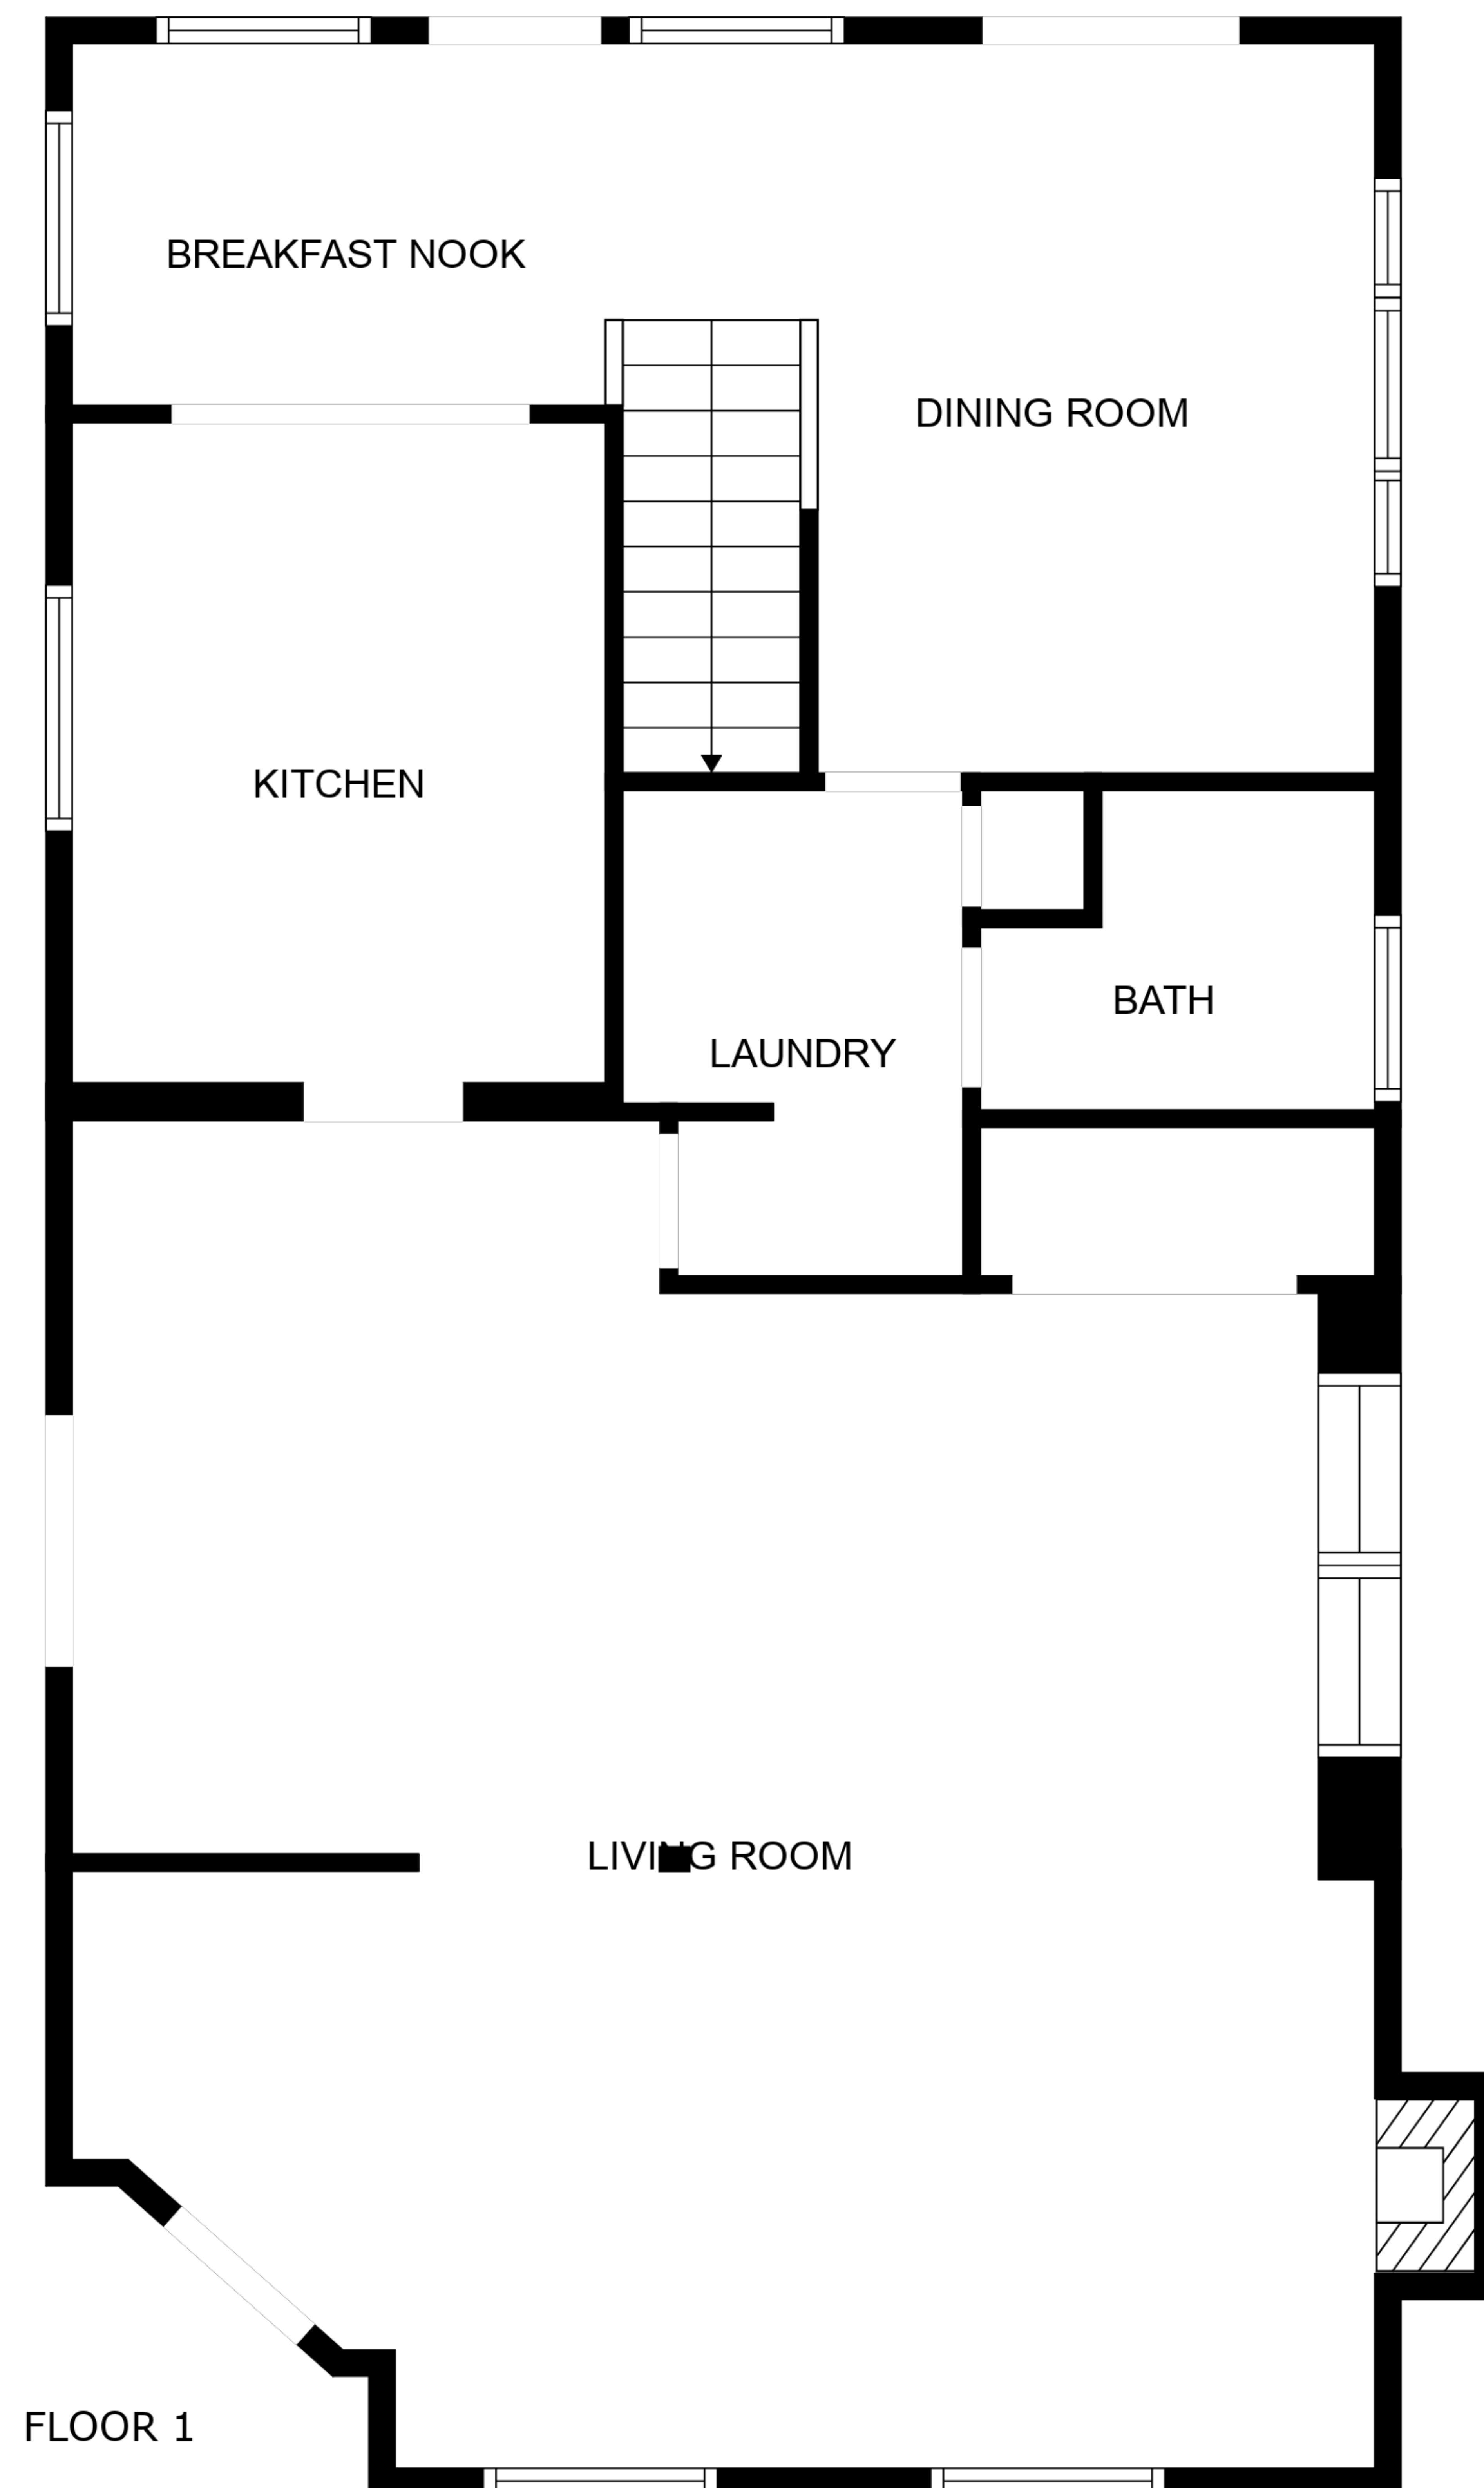 BREAKFAST NOOK
DINING ROOM
KITCHEN
BATH
LAUNDRY
LIVING ROOM
FLOOR 1